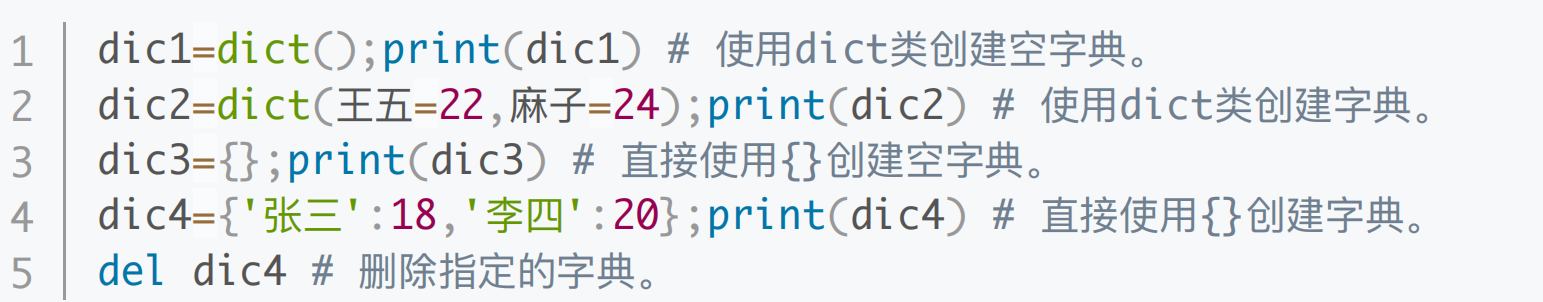 1 dic1=dict();print(dic1) # 使用dict类创建空字典。
2 dic2=dict(王五=22,麻子=24);print(dic2) # 使用dict类创建字典。
3 dic3={};print(dic3) # 直接使用{}创建空字典。
4 dic4={'张三':18,'李四':20};print(dic4) # 直接使用{}创建字典。
5 del dic4 # 删除指定的字典。